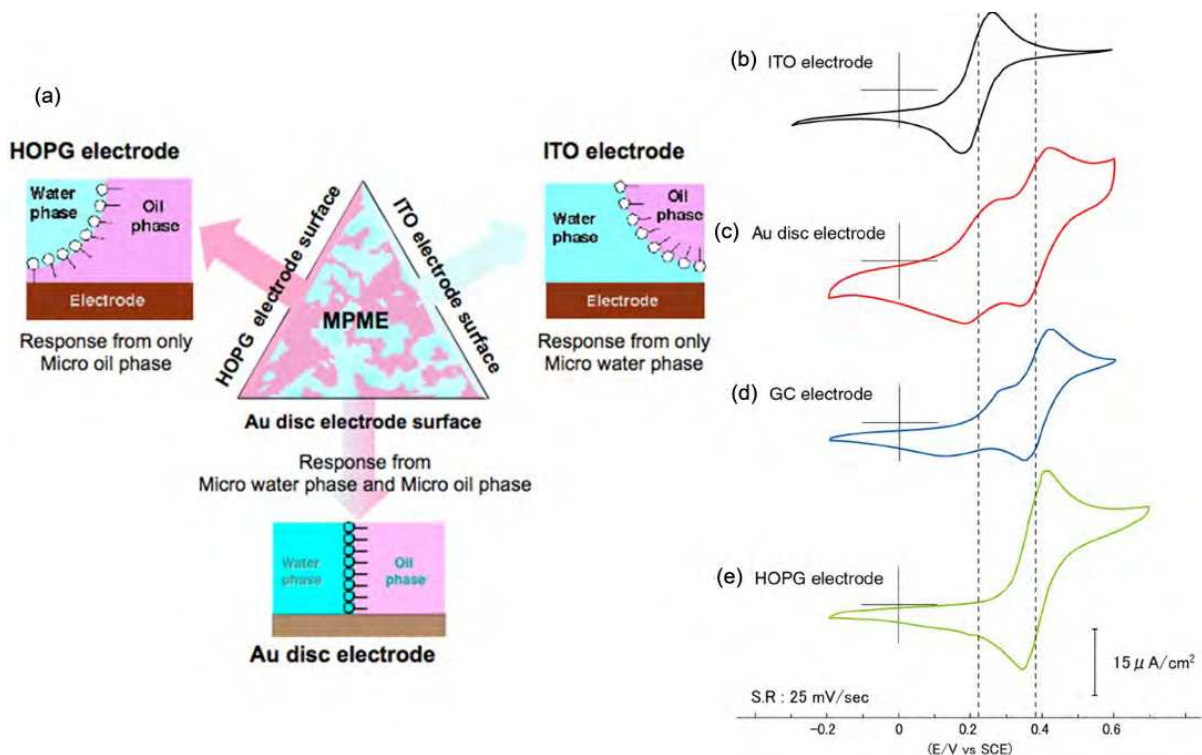 (a)
HOPG electrode
Water
phase
Oil
phase
Electrode
Response from only
Micro oil phase
HOPG electrode surface
ITO electrode surface
MPME
Au disc electrode surface
ITO electrode
Water
phase
Oil
phase
Electrode
Response from only
Micro water phase
Response from
Micro water phase and Micro oil phase
Water
phase
Oil
phase
Au disc electrode
(b) ITO electrode
(c) Au disc electrode
(d) GC electrode
(e) HOPG electrode
15 μA/cm²
S.R : 25 mV/sec
-0.2 0 0.2 0.4 0.6
(E/V vs SCE)